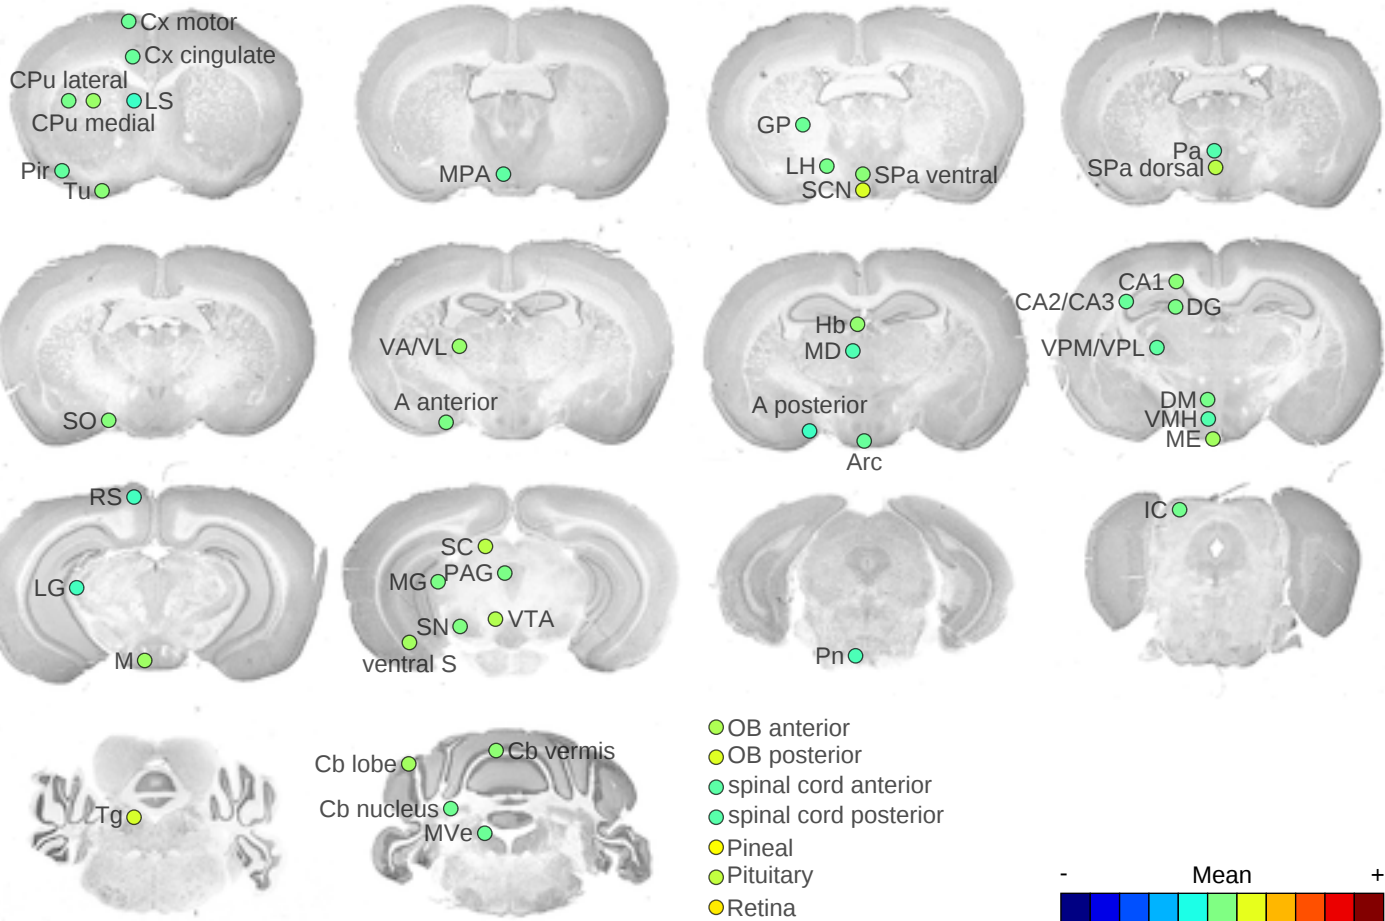 Cx motor
Cx cingulate
CPu lateral
LS
CPu medial
Pir
Tu
MPA
GP
LH
SPa ventral
SCN
Pa
SPa dorsal
SO
VA/VL
A anterior
Hb
MD
A posterior
Arc
CA1
CA2/CA3
DG
VPM/VPL
DM
VMH
ME
RS
LG
M
SC
MG
PAG
SN
VTA
ventral S
Pn
IC
Tg
Cb lobe
Cb vermis
Cb nucleus
MVe
OB anterior
OB posterior
spinal cord anterior
spinal cord posterior
Pineal
Pituitary
Retina
- Mean +